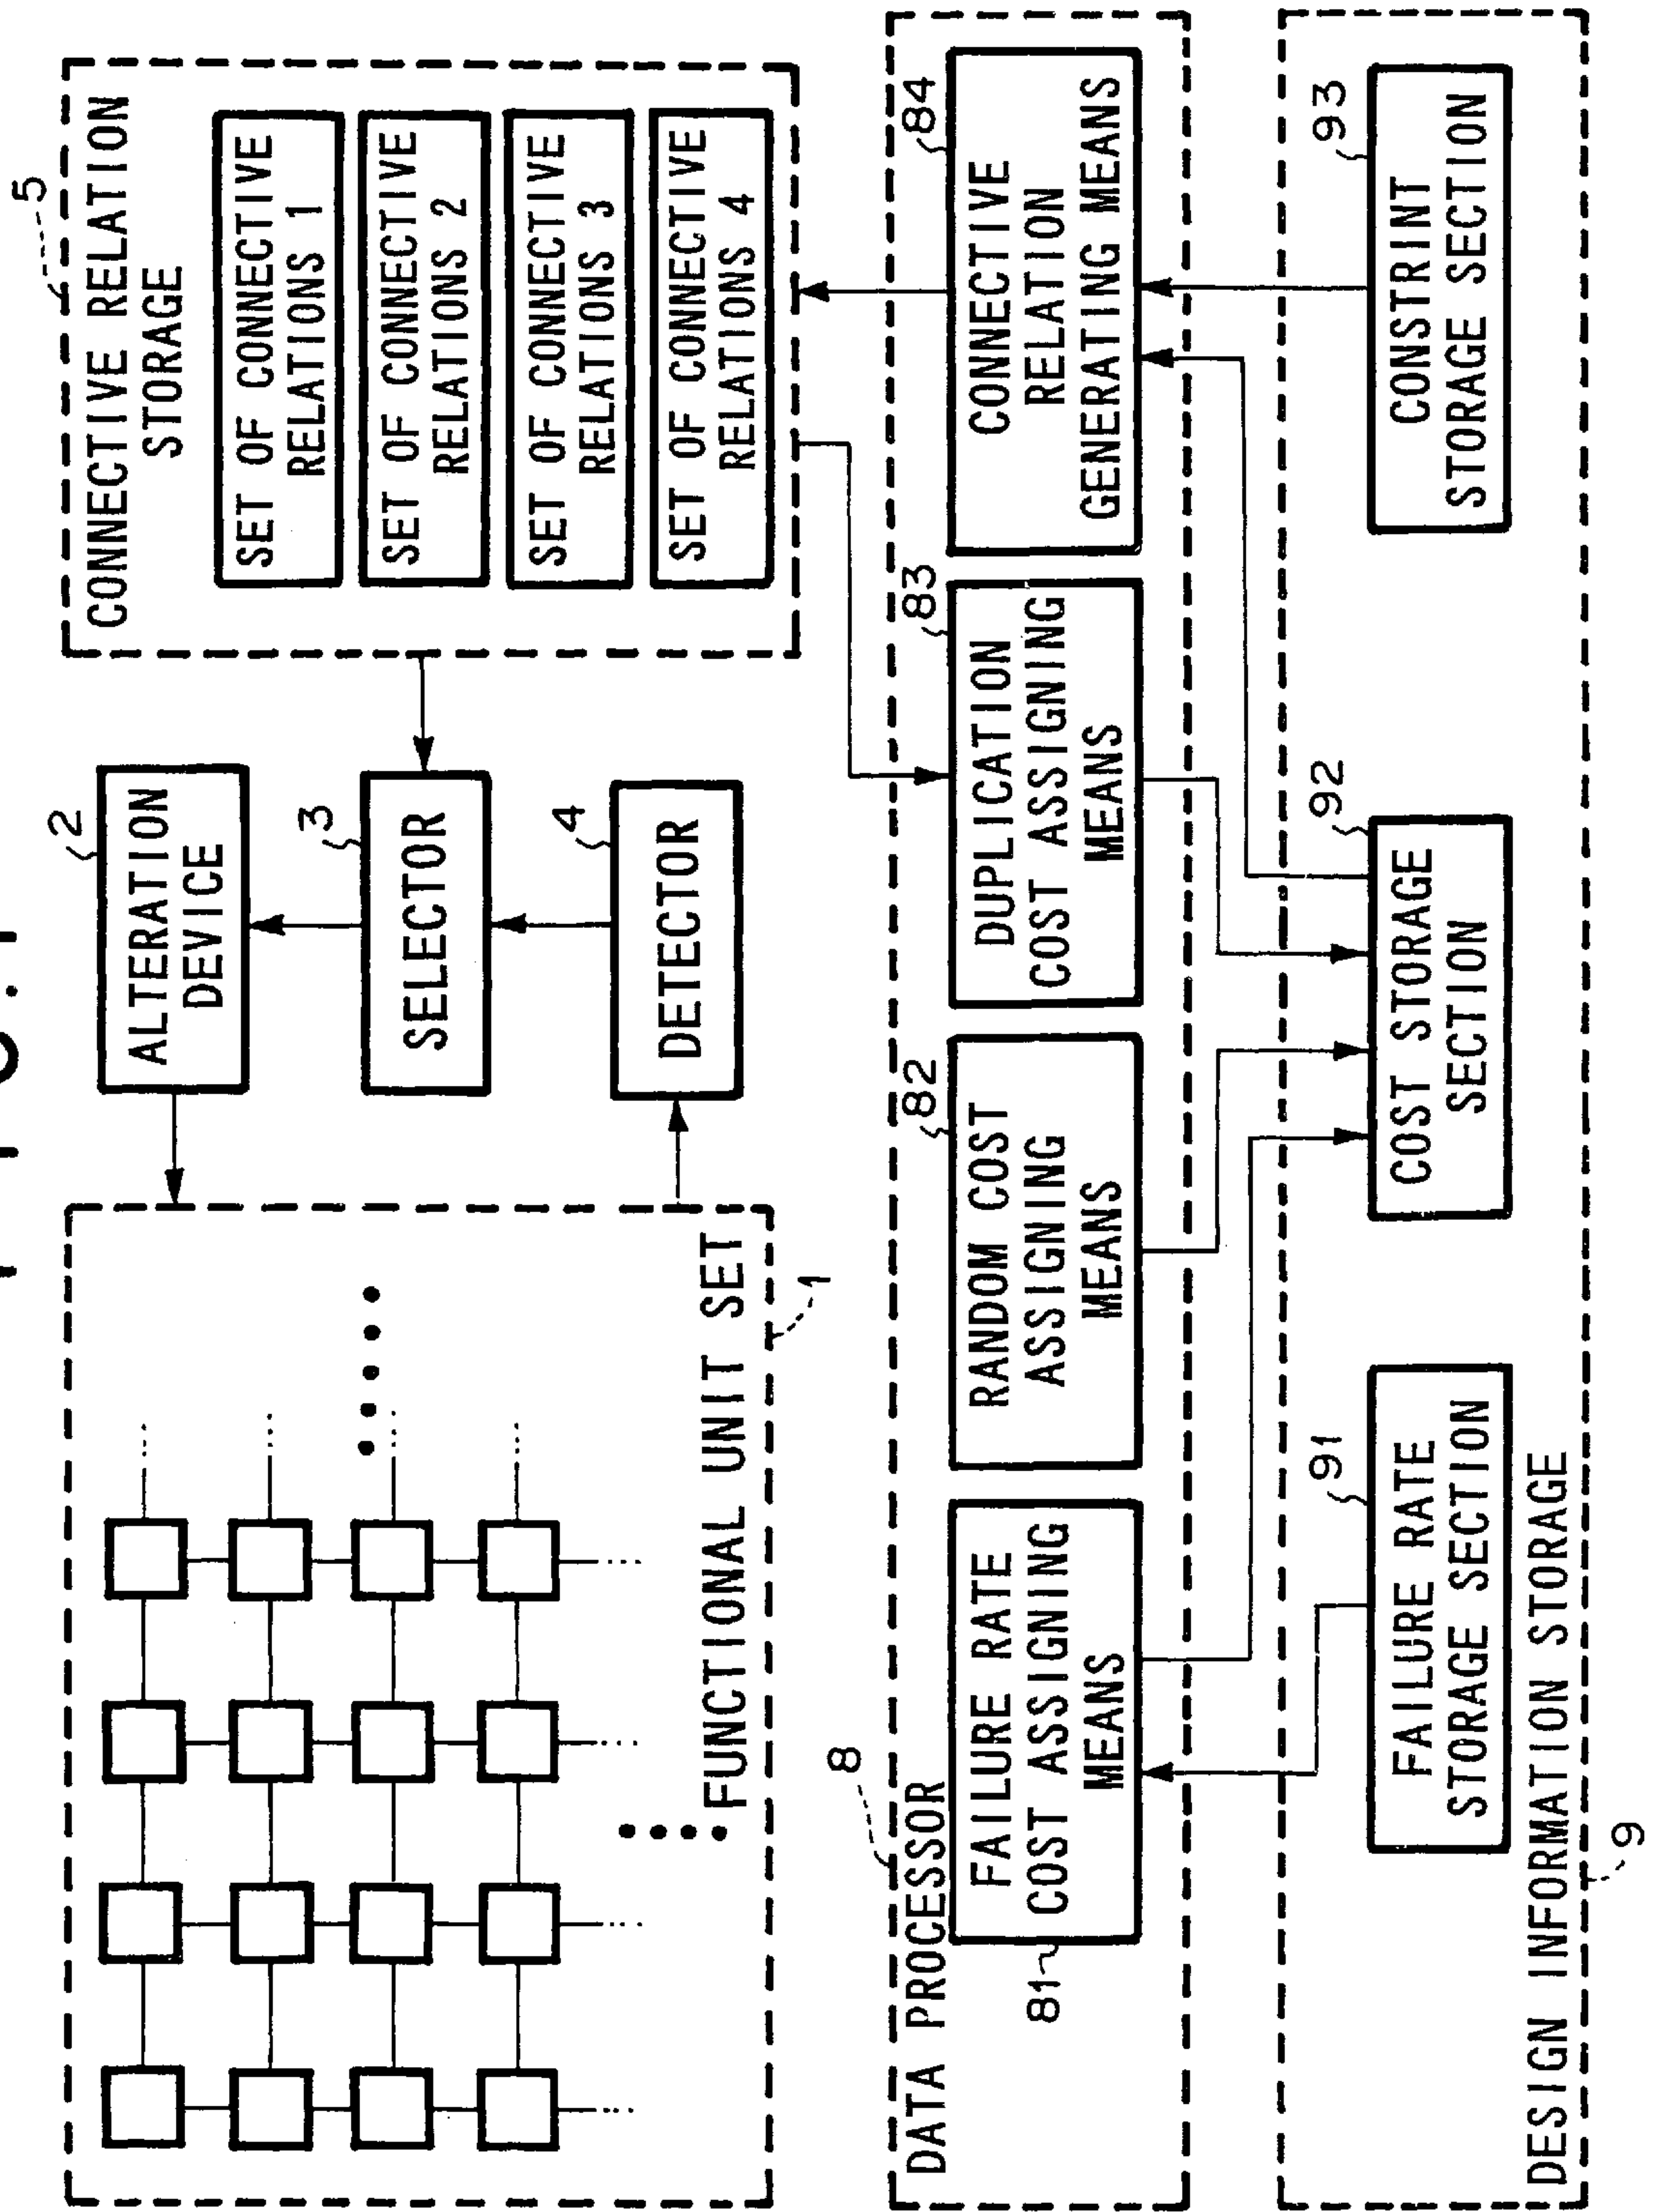 2
ALTERATION
DEVICE
3
SELECTOR
4
DETECTOR
5
CONNECTIVE RELATION
STORAGE
SET OF CONNECTIVE
RELATIONS 1
SET OF CONNECTIVE
RELATIONS 2
SET OF CONNECTIVE
RELATIONS 3
SET OF CONNECTIVE
RELATIONS 4
FUNCTIONAL UNIT SET
1
8
DATA PROCESSOR
81
FAILURE RATE
COST ASSIGNING
MEANS
82
RANDOM COST
ASSIGNING
MEANS
83
DUPLICATION
COST ASSIGNING
MEANS
84
CONNECTIVE
RELATION
GENERATING MEANS
91
FAILURE RATE
STORAGE SECTION
92
COST STORAGE
SECTION
93
CONSTRINT
STORAGE SECTION
DESIGN INFORMATION STORAGE
9